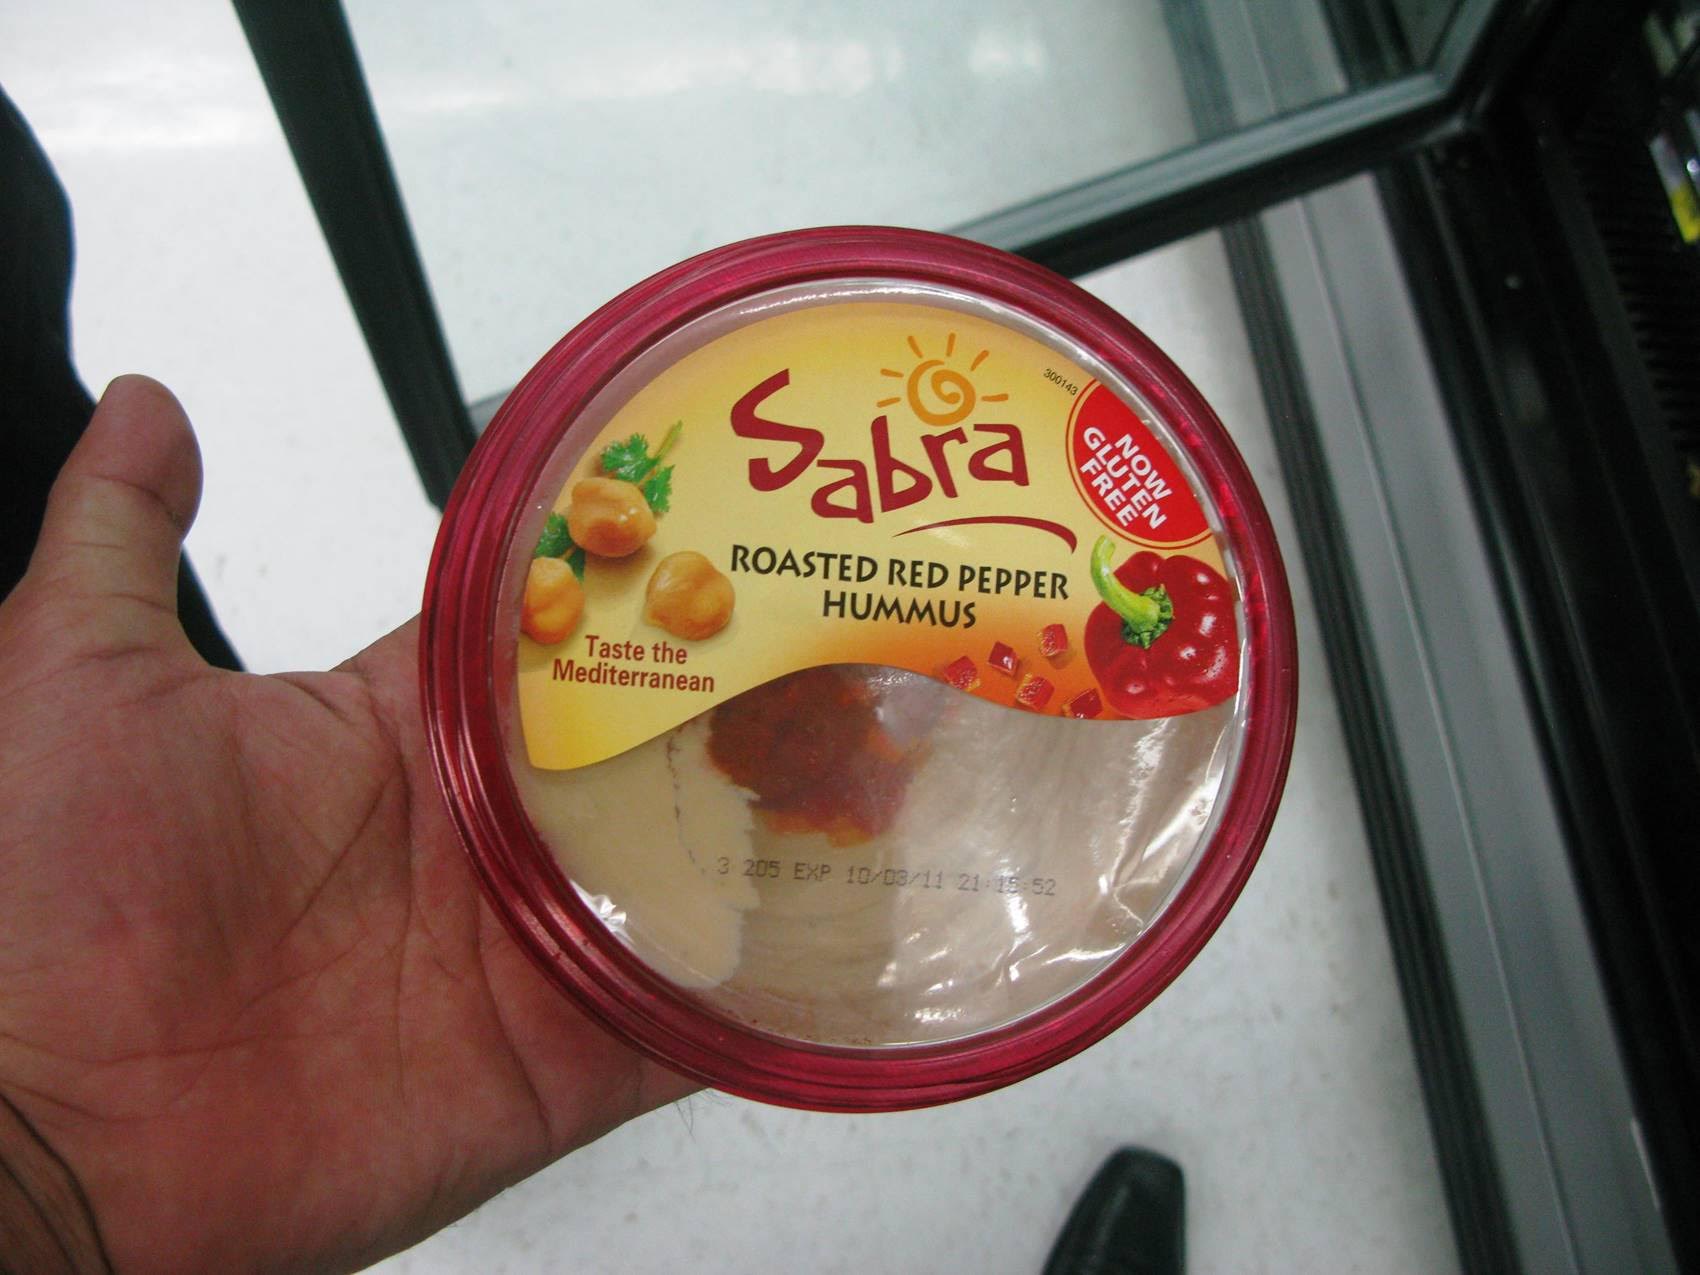 Sabra
300143
NOW
GLUTEN
FREE
ROASTED RED PEPPER
HUMMUS
Taste the
Mediterranean
3 205 EXP 10/03/11 21:15:52